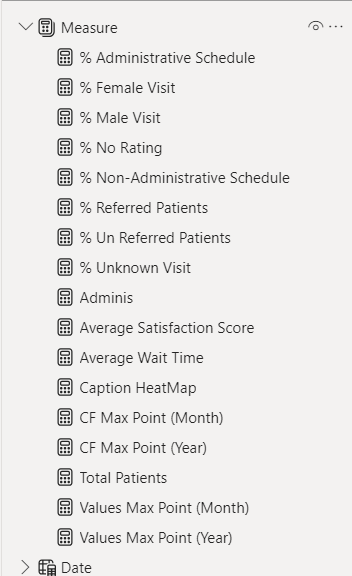 Measure
% Administrative Schedule
% Female Visit
% Male Visit
% No Rating
% Non-Administrative Schedule
% Referred Patients
% Un Referred Patients
% Unknown Visit
Adminis
Average Satisfaction Score
Average Wait Time
Caption HeatMap
CF Max Point (Month)
CF Max Point (Year)
Total Patients
Values Max Point (Month)
Values Max Point (Year)
Date